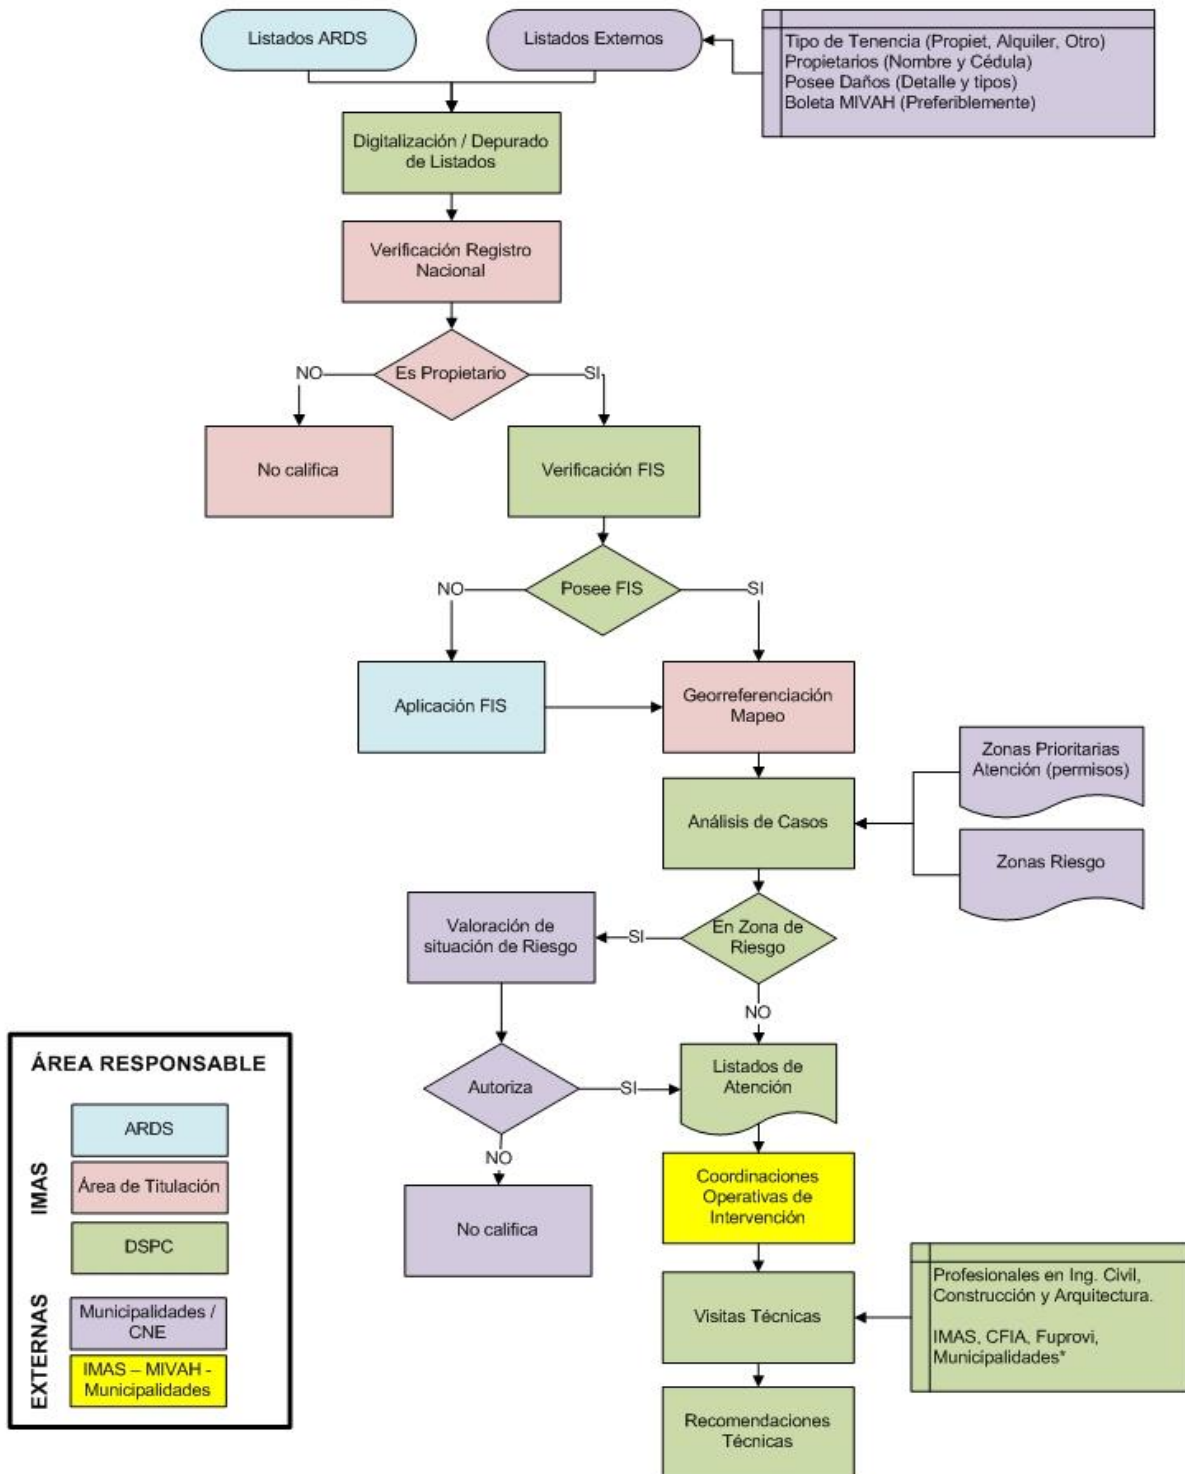 Listados ARDS
Listados Externos
Tipo de Tenencia (Propiet, Alquiler, Otro)
Propietarios (Nombre y Cédula)
Posee Daños (Detalle y tipos)
Boleta MIVAH (Preferiblemente)
Digitalización / Depurado
de Listados
Verificación Registro
Nacional
Es Propietario
NO
SI
No califica
Verificación FIS
Posee FIS
NO
SI
Aplicación FIS
Georreferenciación
Mapeo
Zonas Prioritarias
Atención (permisos)
Análisis de Casos
Zonas Riesgo
Valoración de
situación de Riesgo
SI
En Zona de
Riesgo
NO
Autoriza
SI
Listados de
Atención
NO
No califica
Coordinaciones
Operativas de
Intervención
Visitas Técnicas
Profesionales en Ing. Civil,
Construcción y Arquitectura.
IMAS, CFIA, Fuprovi,
Municipalidades*
Recomendaciones
Técnicas
ÁREA RESPONSABLE
IMAS
ARDS
Área de Titulación
DSPC
EXTERNAS
Municipalidades /
CNE
IMAS – MIVAH -
Municipalidades